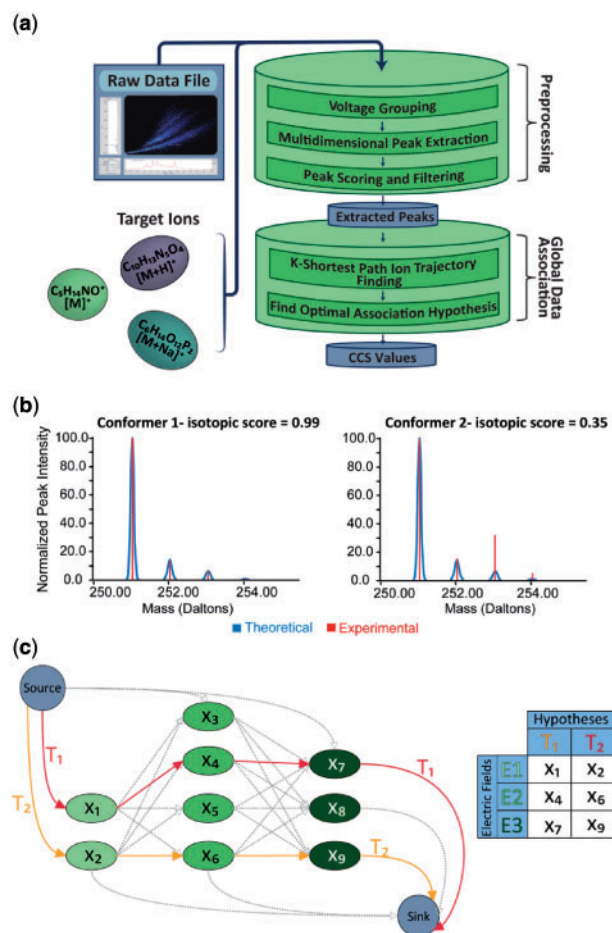 (a)
Raw Data File
Voltage Grouping
Multidimensional Peak Extraction
Peak Scoring and Filtering
Preprocessing
Extracted Peaks
Target Ions
C₁₀H₁₃N₅O₄
[M+H]⁺
C₅H₁₄NO⁺
[M]⁺
C₆H₁₄O₁₂P₂
[M+Na]⁺
K-Shortest Path Ion Trajectory
Finding
Find Optimal Association Hypothesis
Global Data
Association
CCS Values
(b)
Conformer 1- isotopic score = 0.99
Conformer 2- isotopic score = 0.35
Normalized Peak Intensity
100.0
80.0
60.0
40.0
20.0
0.0
250.00
252.00
254.00
Mass (Daltons)
100.0
80.0
60.0
40.0
20.0
0.0
250.00
252.00
254.00
Mass (Daltons)
Theoretical
Experimental
(c)
Source
T₁
T₂
X₁
X₂
X₃
X₄
X₅
X₆
X₇
X₈
X₉
T₁
T₂
Sink
Hypotheses
T₁ T₂
Electric Fields
E1 X₁ X₂
E2 X₄ X₆
E3 X₇ X₉